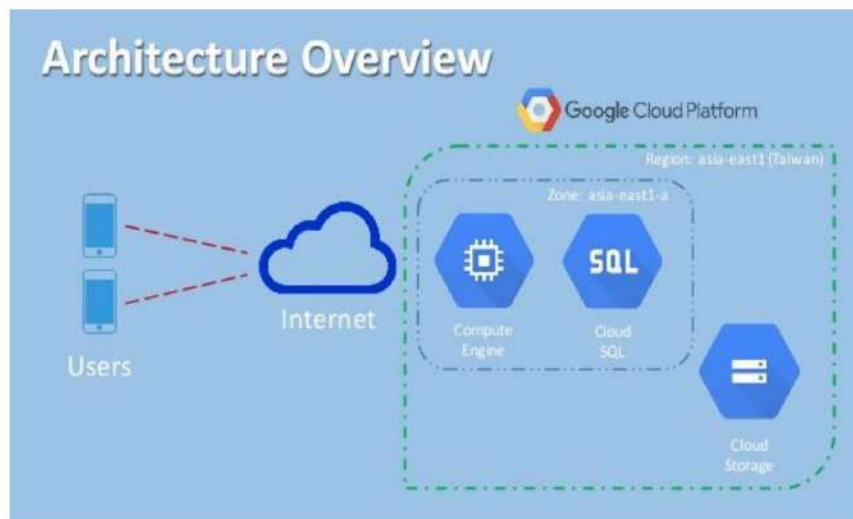 Architecture Overview
Google Cloud Platform
Region: asia-east1 (Taiwan)
Zone: asia-east1-a
SQL
Internet
Compute
Engine
Cloud
SQL
Users
Cloud
Storage